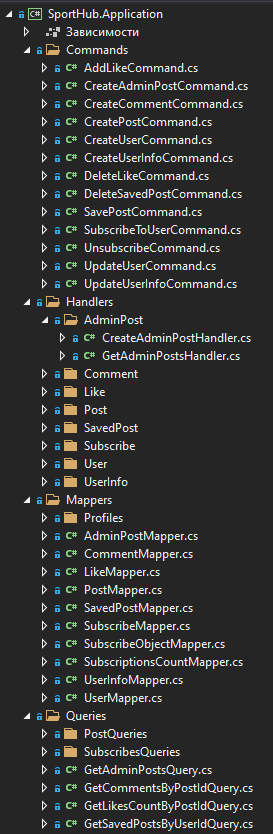 C# SportHub.Application
Зависимости
Commands
C# AddLikeCommand.cs
C# CreateAdminPostCommand.cs
C# CreateCommentCommand.cs
C# CreatePostCommand.cs
C# CreateUserCommand.cs
C# CreateUserInfoCommand.cs
C# DeleteLikeCommand.cs
C# DeleteSavedPostCommand.cs
C# SavePostCommand.cs
C# SubscribeToUserCommand.cs
C# UnsubscribeCommand.cs
C# UpdateUserCommand.cs
C# UpdateUserInfoCommand.cs
Handlers
AdminPost
C# CreateAdminPostHandler.cs
C# GetAdminPostsHandler.cs
Comment
Like
Post
SavedPost
Subscribe
User
UserInfo
Mappers
Profiles
C# AdminPostMapper.cs
C# CommentMapper.cs
C# LikeMapper.cs
C# PostMapper.cs
C# SavedPostMapper.cs
C# SubscribeMapper.cs
C# SubscribeObjectMapper.cs
C# SubscriptionsCountMapper.cs
C# UserInfoMapper.cs
C# UserMapper.cs
Queries
PostQueries
SubscribesQueries
C# GetAdminPostsQuery.cs
C# GetCommentsByPostIdQuery.cs
C# GetLikesCountByPostIdQuery.cs
C# GetSavedPostsByUserIdQuery.cs